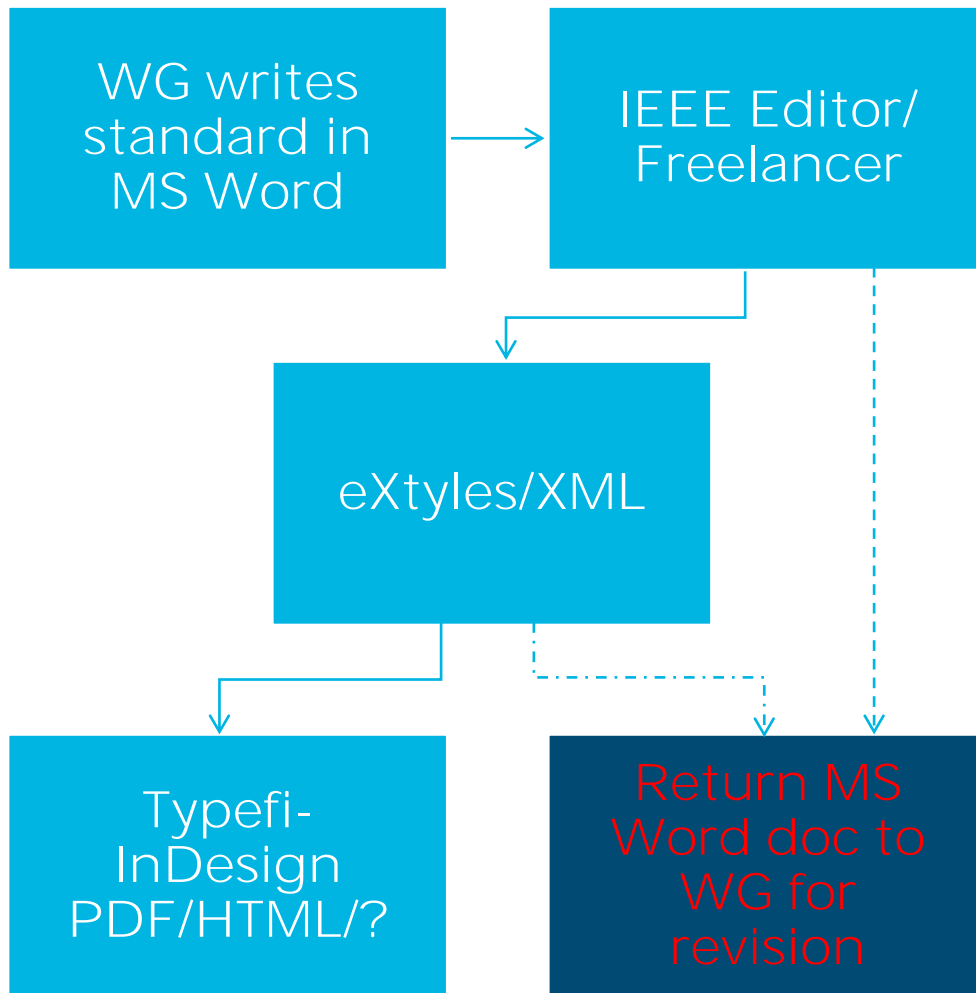 WG writes
standard in
MS Word
IEEE Editor/
Freelancer
eXtyles/XML
Typefi-
InDesign
PDF/HTML/?
Return MS
Word doc to
WG for
revision